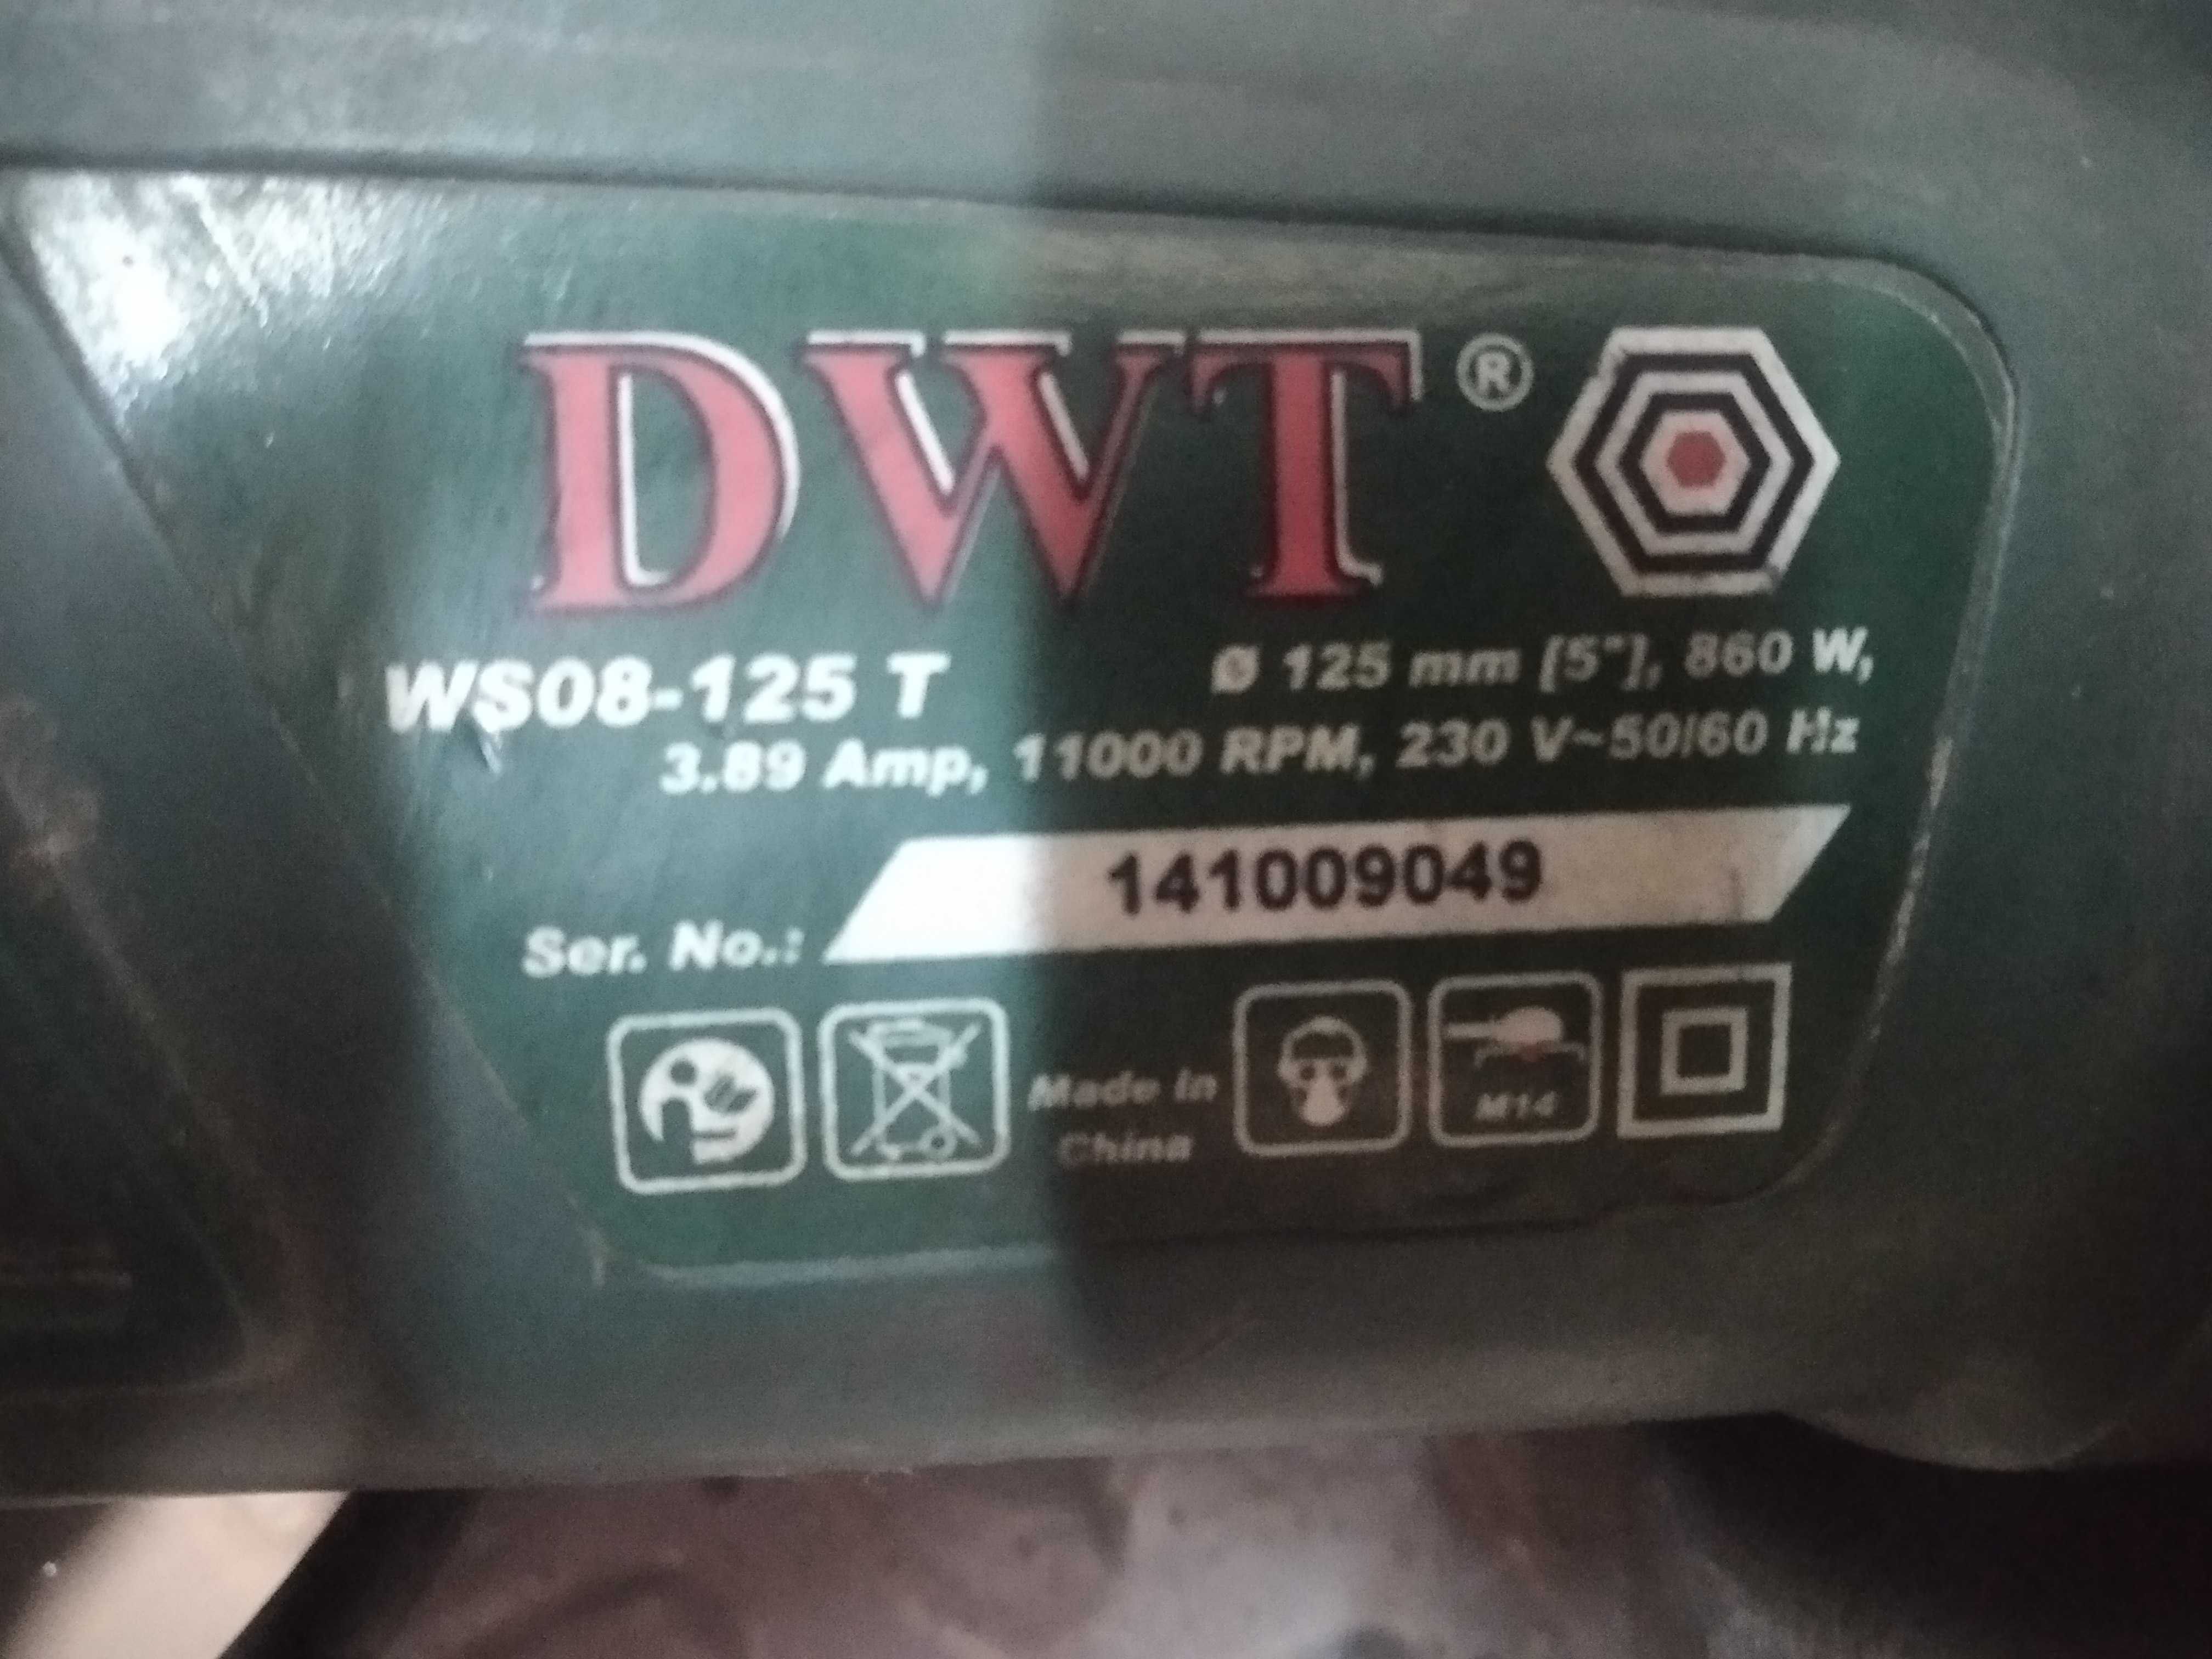 DWT®
WS08-125 T
Ø 125 mm [5"], 860 W,
3.89 Amp, 11000 RPM, 230 V~50/60 Hz
141009049
Ser. No.:
Made in
China
M14